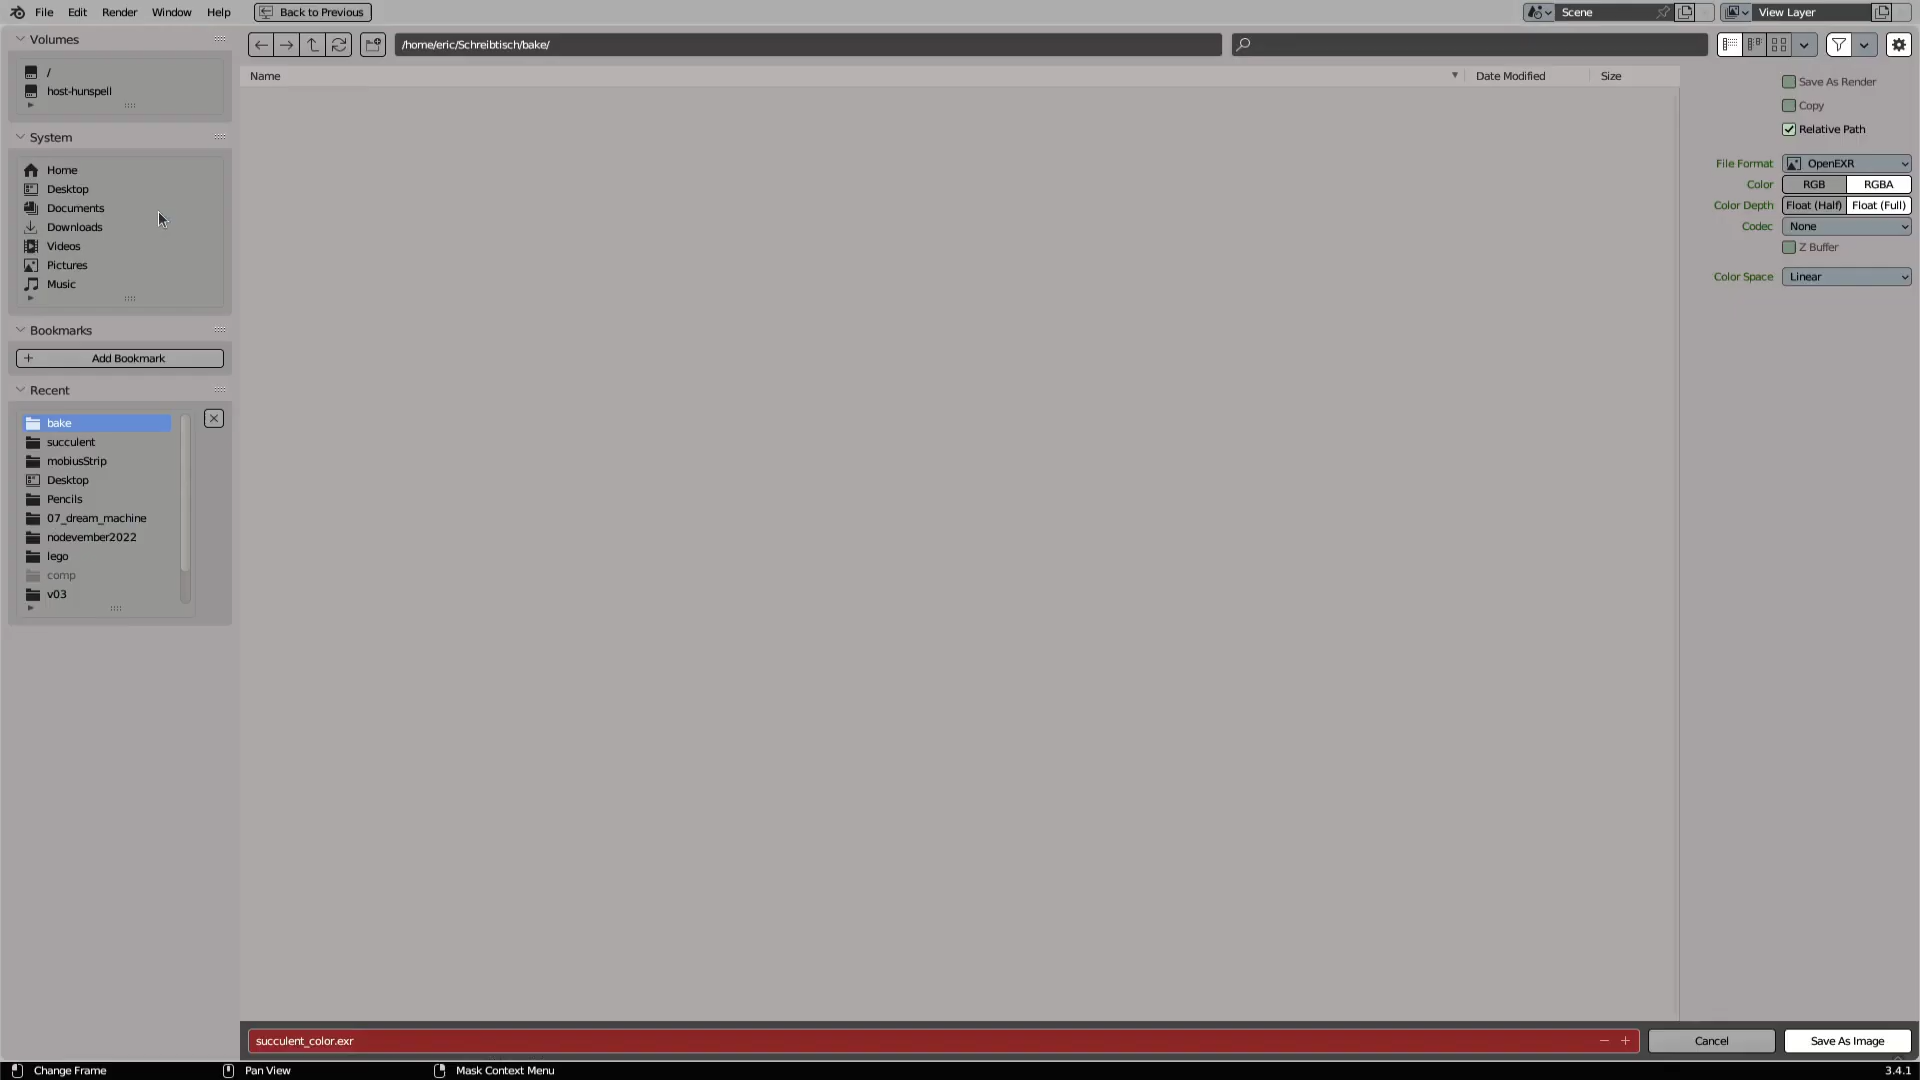 File Edit Render Window Help Back to Previous Scene View Layer
Volumes
/
host-hunspell
System
Home
Desktop
Documents
Downloads
Videos
Pictures
Music
Bookmarks
Add Bookmark
Recent
bake
succulent
mobiusStrip
Desktop
Pencils
07_dream_machine
nodevember2022
lego
comp
v03
/home/eric/Schreibtisch/bake/
Name Date Modified Size
Save As Render
Copy
Relative Path
File Format OpenEXR
Color RGB RGBA
Color Depth Float (Half) Float (Full)
Codec None
Z Buffer
Color Space Linear
succulent_color.exr Cancel Save As Image
Change Frame Pan View Mask Context Menu 3.4.1